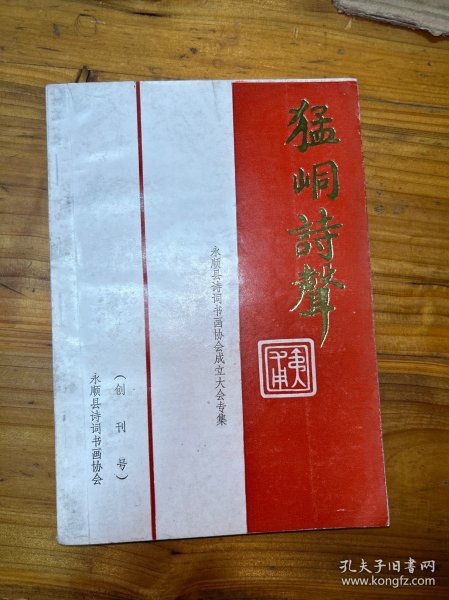 猛峒詩聲
永顺县诗词书画协会成立大会专集
(创刊号)
永顺县诗词书画协会
孔夫子旧书网
www.kongfz.com